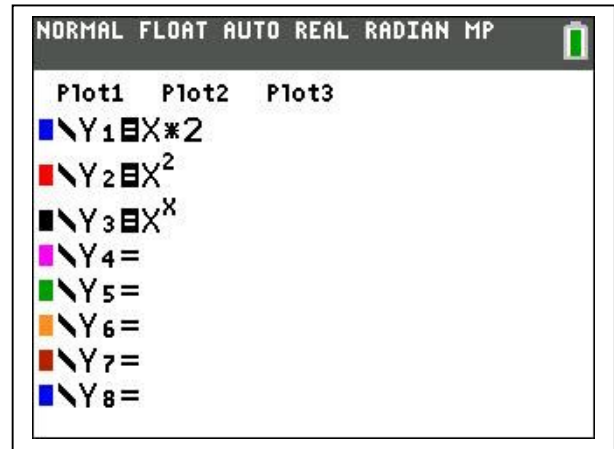 NORMAL FLOAT AUTO REAL RADIAN MP
Plot1 Plot2 Plot3
\Y₁=X*2
\Y₂=X²
\Y₃=Xˣ
\Y₄=
\Y₅=
\Y₆=
\Y₇=
\Y₈=